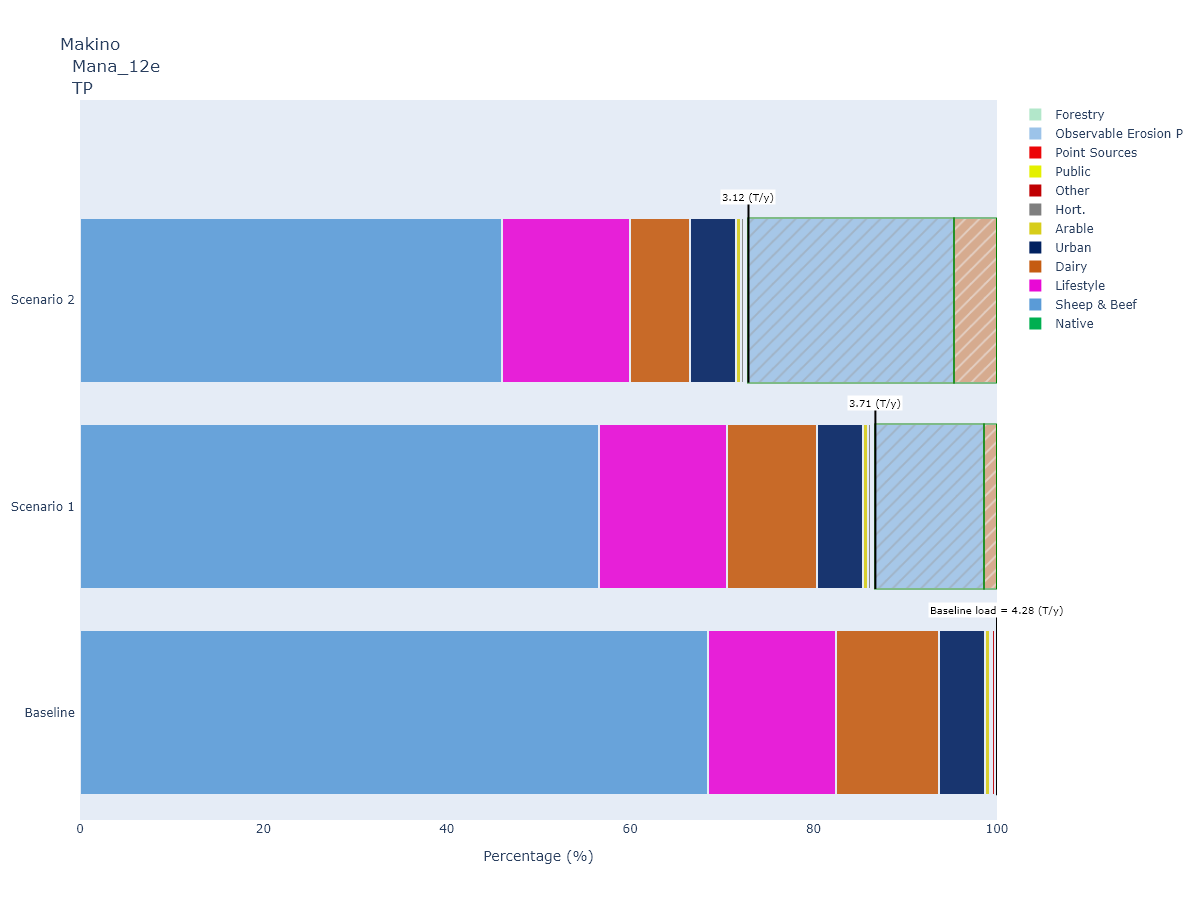 Makino
Mana_12e
TP
Forestry
Observable Erosion P
Point Sources
Public
Other
Hort.
Arable
Urban
Dairy
Lifestyle
Sheep & Beef
Native
3.12 (T/y)
Scenario 2
3.71 (T/y)
Scenario 1
Baseline load = 4.28 (T/y)
Baseline
0 20 40 60 80 100
Percentage (%)